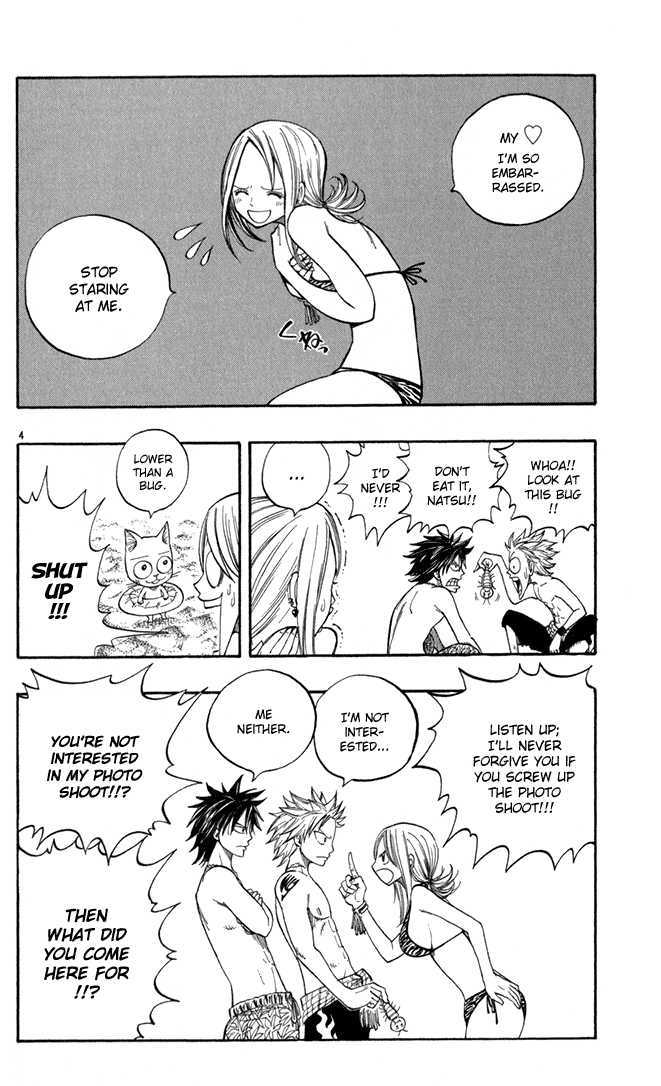 MY ♡
I'M SO
EMBAR-
RASSED.
STOP
STARING
AT ME.
くねっ
4
WHOA!!
LOOK AT
THIS BUG
!!
DON'T
EAT IT,
NATSU!!
I'D
NEVER
!!!
...
LOWER
THAN A
BUG.
SHUT
UP
!!!
LISTEN UP;
I'LL NEVER
FORGIVE YOU IF
YOU SCREW UP
THE PHOTO
SHOOT!!!
I'M NOT
INTER-
ESTED...
ME
NEITHER.
YOU'RE NOT
INTERESTED
IN MY PHOTO
SHOOT!!?
THEN
WHAT DID
YOU COME
HERE FOR
!!?